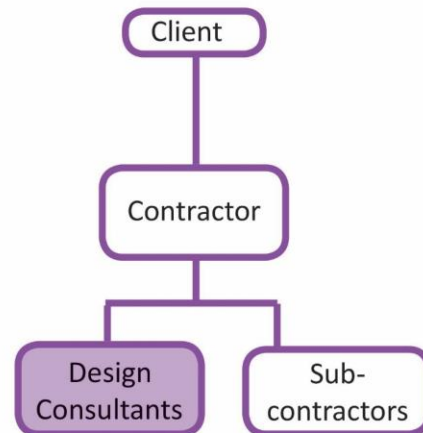 Client
Contractor
Design
Consultants
Sub-
contractors